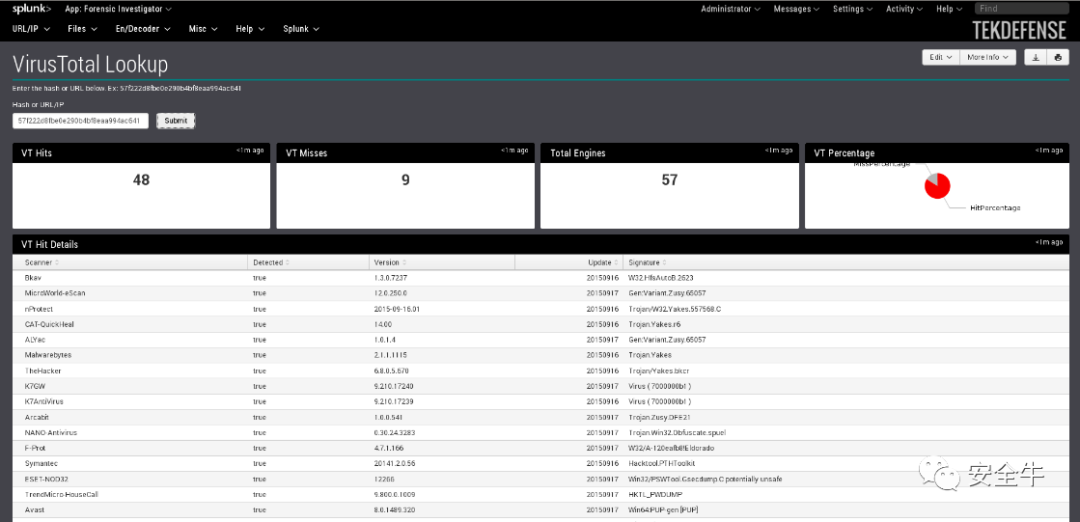 splunk> App: Forensic Investigator Administrator Messages Settings Activity Help Find
URL/IP Files En/Decoder Misc Help Splunk
TEKDEFENSE
VirusTotal Lookup
Edit More Info
Enter the hash or URL below. Ex: 57f222d8fbe0e290b4bf8eaa994ac641
Hash or URL/IP
57f222d8fbe0e290b4bf8eaa994ac641 Submit
VT Hits <1m ago
48
VT Misses <1m ago
9
Total Engines <1m ago
57
VT Percentage <1m ago
MissPercentage
HitPercentage
VT Hit Details <1m ago
Scanner Detected Version Update Signature
Bkav true 1.3.0.7237 20150916 W32.HfsAutoB.2623
MicroWorld-eScan true 12.0.250.0 20150917 Gen:Variant.Zusy.65057
nProtect true 2015-09-16.01 20150916 Trojan/W32.Yakes.557568.C
CAT-QuickHeal true 14.00 20150916 Trojan.Yakes.r6
ALYac true 1.0.1.4 20150917 Gen:Variant.Zusy.65057
Malwarebytes true 2.1.1.1115 20150916 Trojan.Yakes
TheHacker true 6.8.0.5.670 20150916 Trojan/Yakes.bkcr
K7GW true 9.210.17240 20150917 Virus ( 7000000b1 )
K7AntiVirus true 9.210.17239 20150916 Virus ( 7000000b1 )
Arcabit true 1.0.0.541 20150917 Trojan.Zusy.DFE21
NANO-Antivirus true 0.30.24.3283 20150917 Trojan.Win32.Obfuscate.spuel
F-Prot true 4.7.1.166 20150917 W32/A-120ea1b8!Eldorado
Symantec true 20141.2.0.56 20150916 Hacktool.PTHToolkit
ESET-NOD32 true 12266 20150917 Win32/PSWTool.Gsecdump.C potentially unsafe
TrendMicro-HouseCall true 9.800.0.1009 20150917 HKTL_PWDUMP
Avast true 8.0.1489.320 20150917 Win64:PUP-gen [PUP]
安全牛